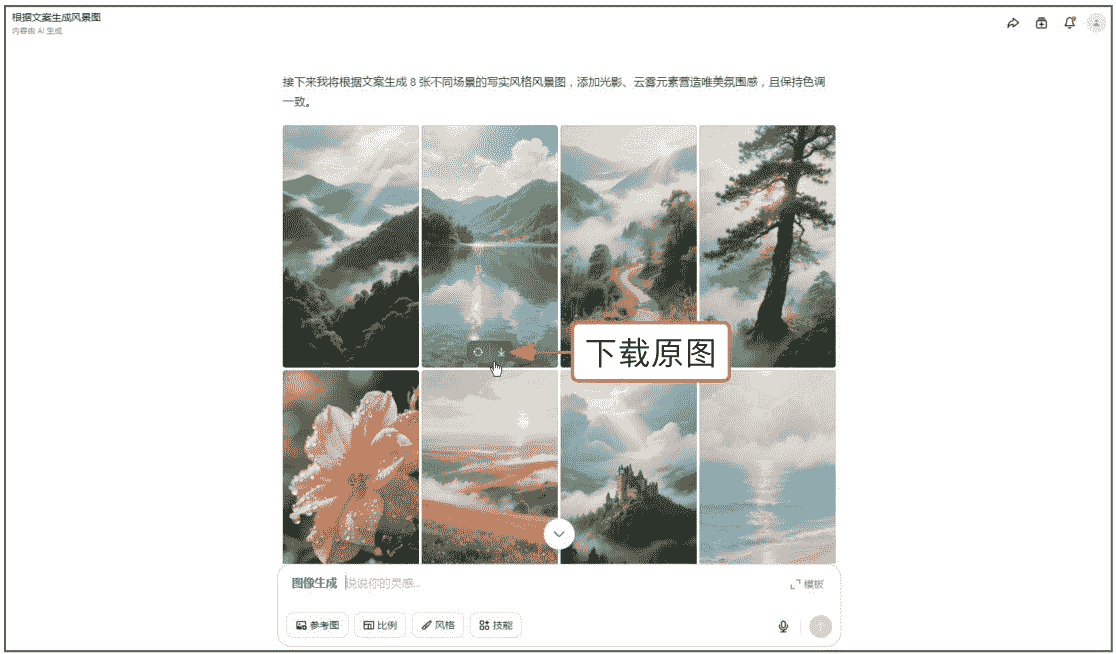 根据文案生成风景图
内容由 AI 生成
接下来我将根据文案生成 8 张不同场景的写实风格风景图，添加光影、云雾元素营造唯美氛围感，且保持色调
一致。
下载原图
图像生成 说说你的灵感...
模板
参考图 比例 风格 技能